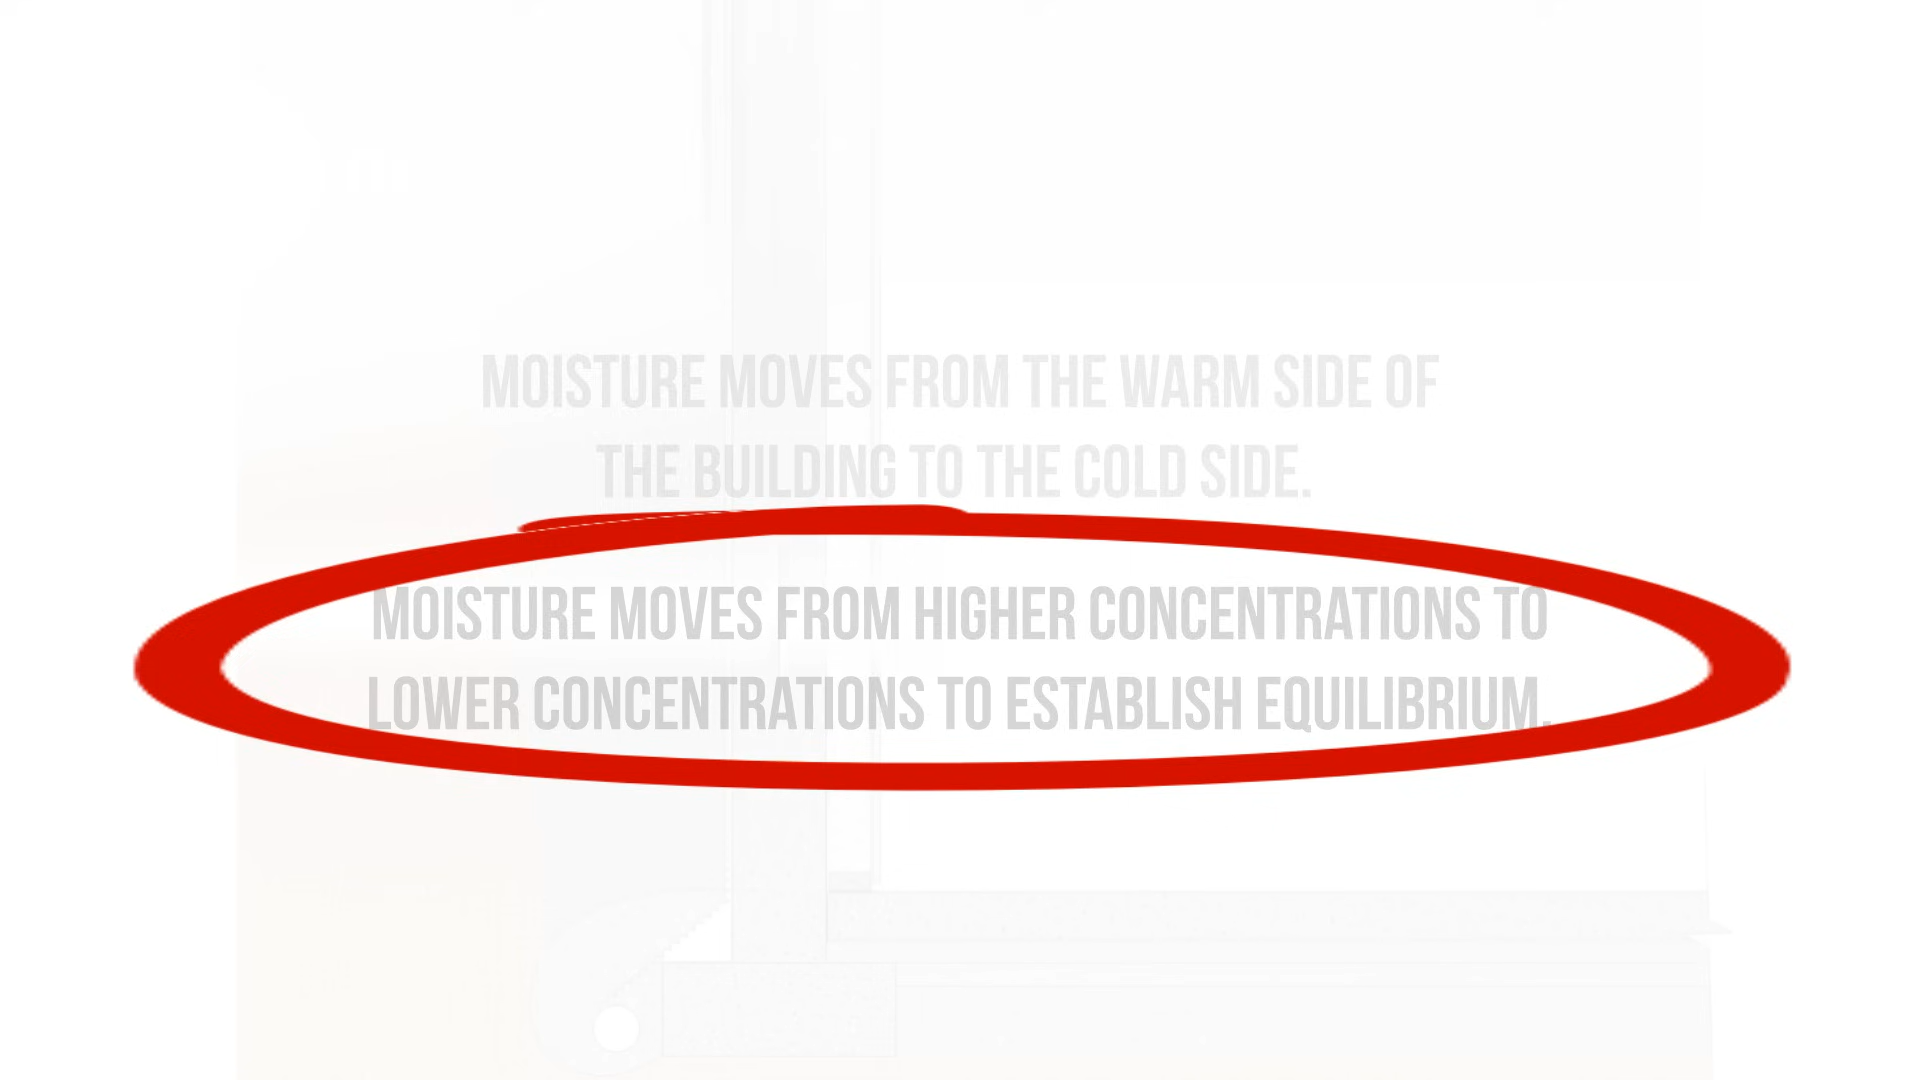 MOISTURE MOVES FROM THE WARM SIDE OF
THE BUILDING TO THE COLD SIDE.
MOISTURE MOVES FROM HIGHER CONCENTRATIONS TO
LOWER CONCENTRATIONS TO ESTABLISH EQUILIBRIUM.